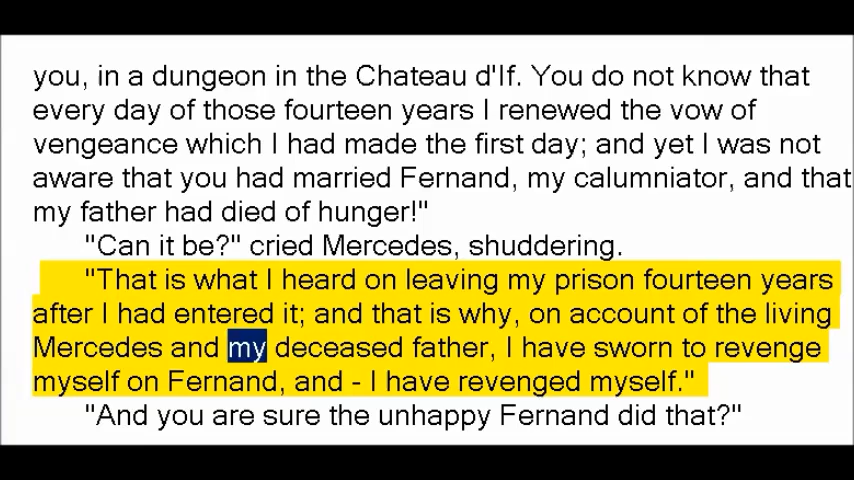 you, in a dungeon in the Chateau d'If. You do not know that
every day of those fourteen years I renewed the vow of
vengeance which I had made the first day; and yet I was not
aware that you had married Fernand, my calumniator, and that
my father had died of hunger!"
"Can it be?" cried Mercedes, shuddering.
"That is what I heard on leaving my prison fourteen years
after I had entered it; and that is why, on account of the living
Mercedes and my deceased father, I have sworn to revenge
myself on Fernand, and - I have revenged myself."
"And you are sure the unhappy Fernand did that?"